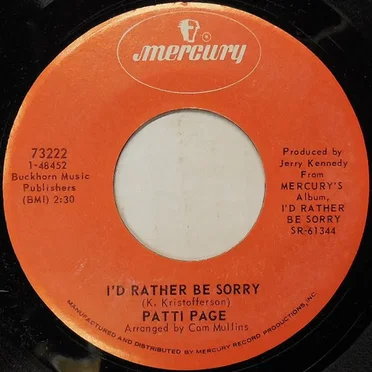 mercury
73222
1-48452
Buckhorn Music
Publishers
(BMI) 2:30
Produced by
Jerry Kennedy
From
MERCURY'S
Album,
I'D RATHER
BE SORRY
SR-61344
I'D RATHER BE SORRY
(K. Kristofferson)
PATTI PAGE
Arranged by Cam Mullins
MANUFACTURED AND DISTRIBUTED BY MERCURY RECORD PRODUCTIONS, INC.